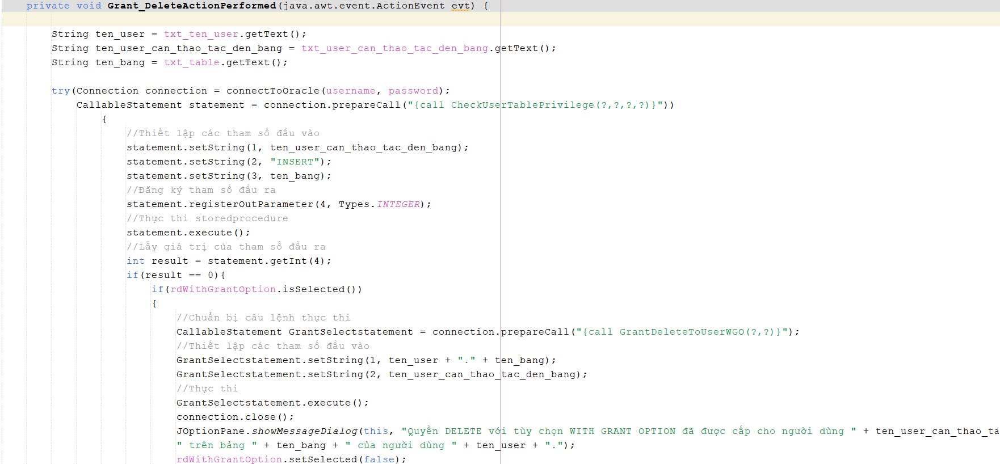 private void Grant_DeleteActionPerformed(java.awt.event.ActionEvent evt) {
String ten_user = txt_ten_user.getText();
String ten_user_can_thao_tac_den_bang = txt_user_can_thao_tac_den_bang.getText();
String ten_bang = txt_table.getText();
try(Connection connection = connectToOracle(username, password);
CallableStatement statement = connection.prepareCall("{call CheckUserTablePrivilege(?,?,?,?)}"))
{
//Thiết lập các tham số đầu vào
statement.setString(1, ten_user_can_thao_tac_den_bang);
statement.setString(2, "INSERT");
statement.setString(3, ten_bang);
//Đăng ký tham số đầu ra
statement.registerOutParameter(4, Types.INTEGER);
//Thực thi storedprocedure
statement.execute();
//Lấy giá trị của tham số đầu ra
int result = statement.getInt(4);
if(result == 0){
if(rdWithGrantOption.isSelected())
{
//Chuẩn bị câu lệnh thực thi
CallableStatement GrantSelectstatement = connection.prepareCall("{call GrantDeleteToUserWGO(?,?)}");
//Thiết lập các tham số đầu vào
GrantSelectstatement.setString(1, ten_user + "." + ten_bang);
GrantSelectstatement.setString(2, ten_user_can_thao_tac_den_bang);
//Thực thi
GrantSelectstatement.execute();
connection.close();
JOptionPane.showMessageDialog(this, "Quyền DELETE với tùy chọn WITH GRANT OPTION đã được cấp cho người dùng " + ten_user_can_thao_ta
" trên bảng " + ten_bang + " của người dùng " + ten_user + ".");
rdWithGrantOption.setSelected(false);